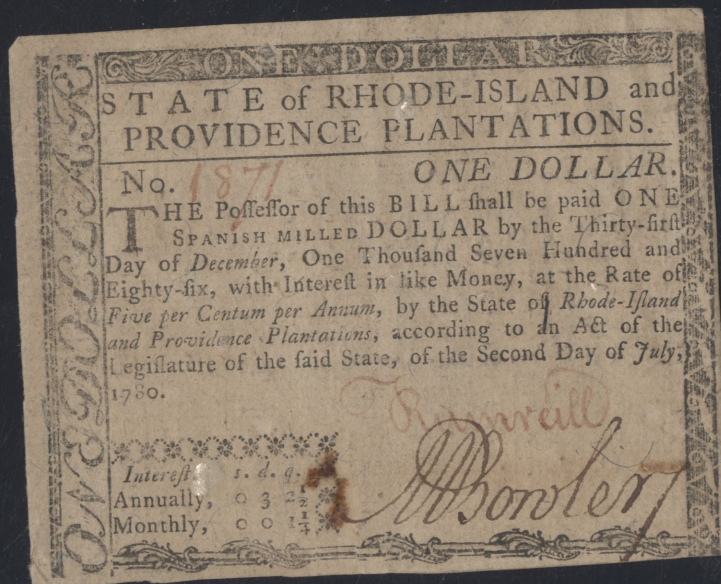 ONE DOLLAR
ONE DOLLAR
STATE of RHODE-ISLAND and
PROVIDENCE PLANTATIONS.
No. 1871 ONE DOLLAR.
THE Poſſeſſor of this BILL ſhall be paid ONE
SPANISH MILLED DOLLAR by the Thirty-firſt
Day of December, One Thouſand Seven Hundred and
Eighty-ſix, with Intereſt in like Money, at the Rate of
Five per Centum per Annum, by the State of Rhode-Iſland
and Providence Plantations, according to an Act of the
Legiſlature of the ſaid State, of the Second Day of July,
1780.
Intereſt s. d. q.
Annually, 0 3 2½
Monthly, 0 0 1¼